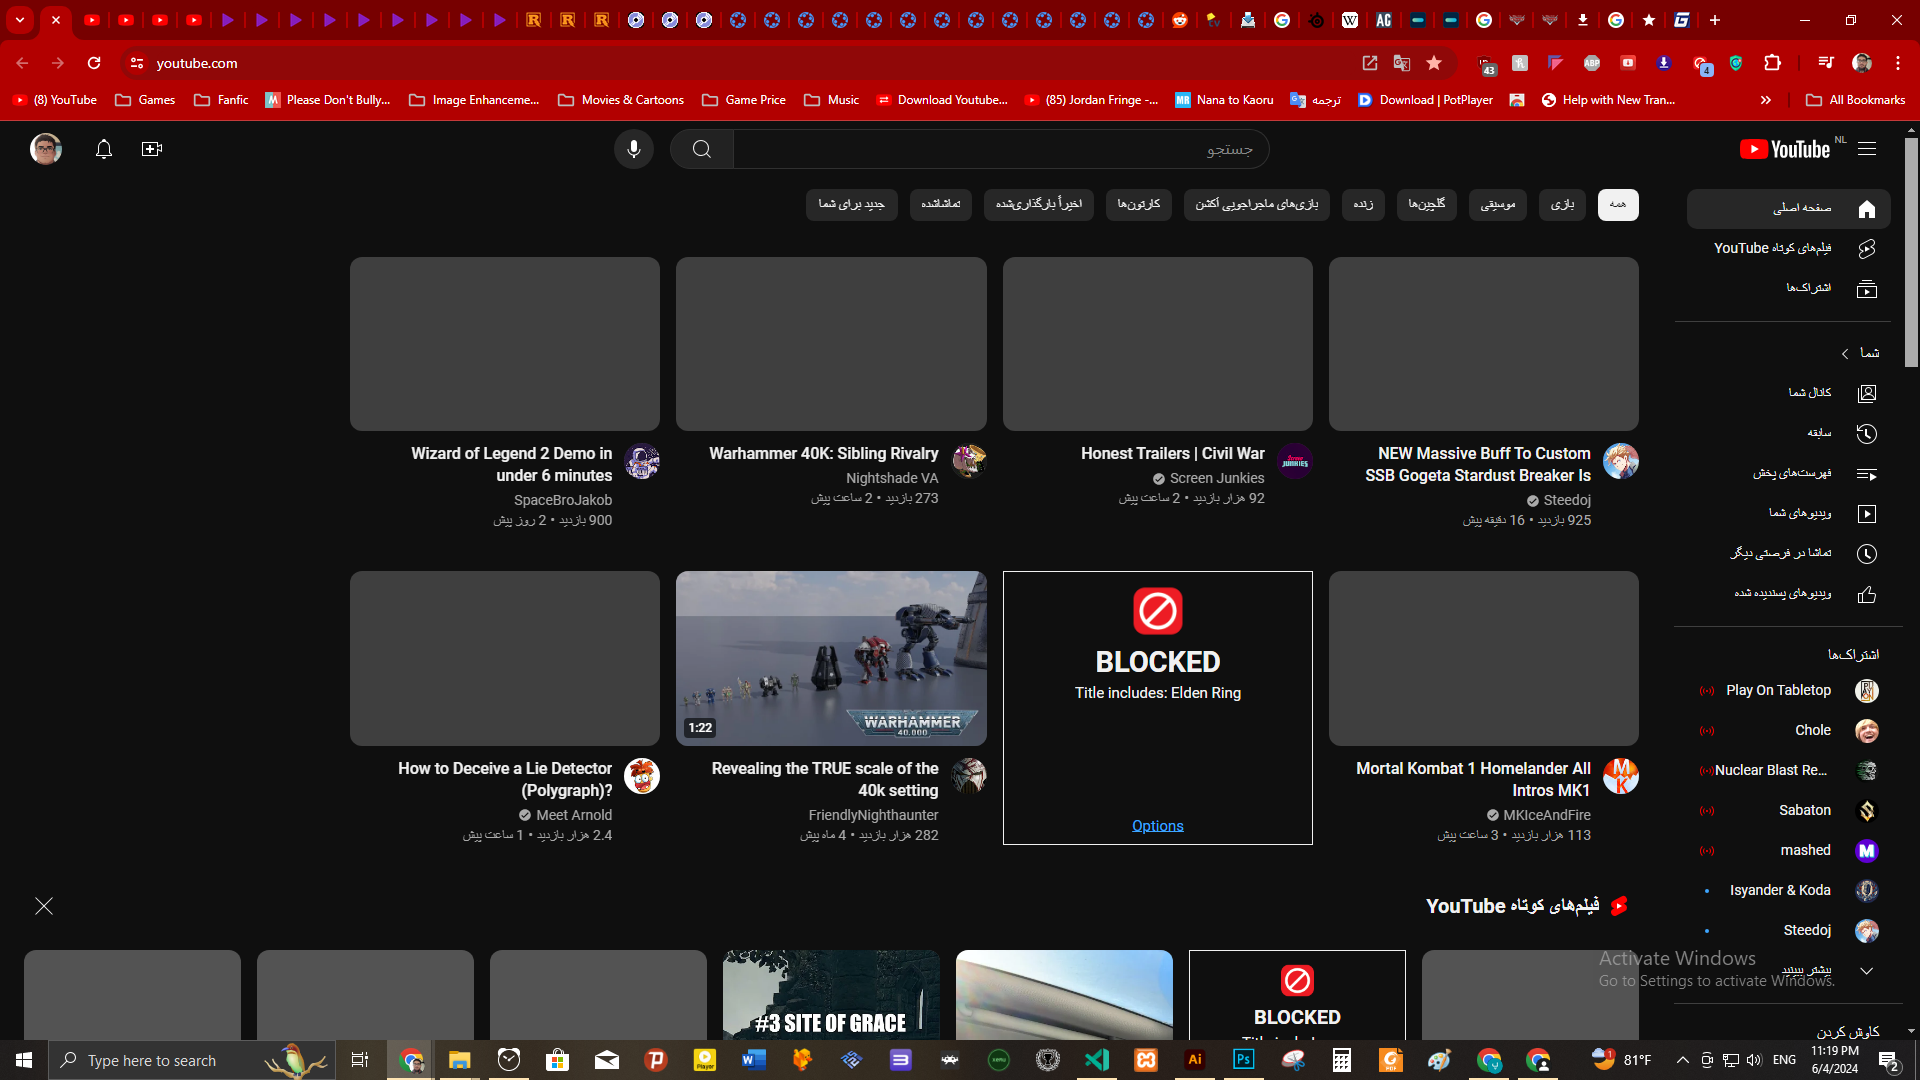 youtube.com
43
ABP
4
(8) YouTube
Games
Fanfic
Please Don't Bully...
Image Enhanceme...
Movies & Cartoons
Game Price
Music
Download Youtube...
(85) Jordan Fringe -...
Nana to Kaoru
ترجمه
Download | PotPlayer
Help with New Tran...
All Bookmarks
YouTube NL
جستجو
همه
بازی
موسیقی
گلچین‌ها
زنده
بازی‌های ماجراجویی اکشن
کارتون‌ها
اخیراً بارگذاری‌شده
تماشاشده
جدید برای شما
صفحه اصلی
فیلم‌های کوتاه YouTube
اشتراک‌ها
شما
کانال شما
سابقه
فهرست‌های پخش
ویدیوهای شما
تماشا در فرصتی دیگر
ویدیوهای پسندیده شده
اشتراک‌ها
Play On Tabletop
Chole
Nuclear Blast Re...
Sabaton
mashed
Isyander & Koda
Steedoj
بیشتر ببینید
کاوش کردن
NEW Massive Buff To Custom
SSB Gogeta Stardust Breaker Is
Steedoj
925 بازدید • 16 دقیقه پیش
Honest Trailers | Civil War
Screen Junkies
92 هزار بازدید • 2 ساعت پیش
Warhammer 40K: Sibling Rivalry
Nightshade VA
273 بازدید • 2 ساعت پیش
Wizard of Legend 2 Demo in
under 6 minutes
SpaceBroJakob
900 بازدید • 2 روز پیش
Mortal Kombat 1 Homelander All
Intros MK1
MKIceAndFire
113 هزار بازدید • 3 ساعت پیش
BLOCKED
Title includes: Elden Ring
Options
WARHAMMER
40,000
1:22
Revealing the TRUE scale of the
40k setting
FriendlyNighthaunter
282 هزار بازدید • 4 ماه پیش
How to Deceive a Lie Detector
(Polygraph)?
Meet Arnold
2.4 هزار بازدید • 1 ساعت پیش
فیلم‌های کوتاه YouTube
BLOCKED
#3 SITE OF GRACE
Activate Windows
Go to Settings to activate Windows.
Type here to search
81°F
ENG
11:19 PM
6/4/2024
2